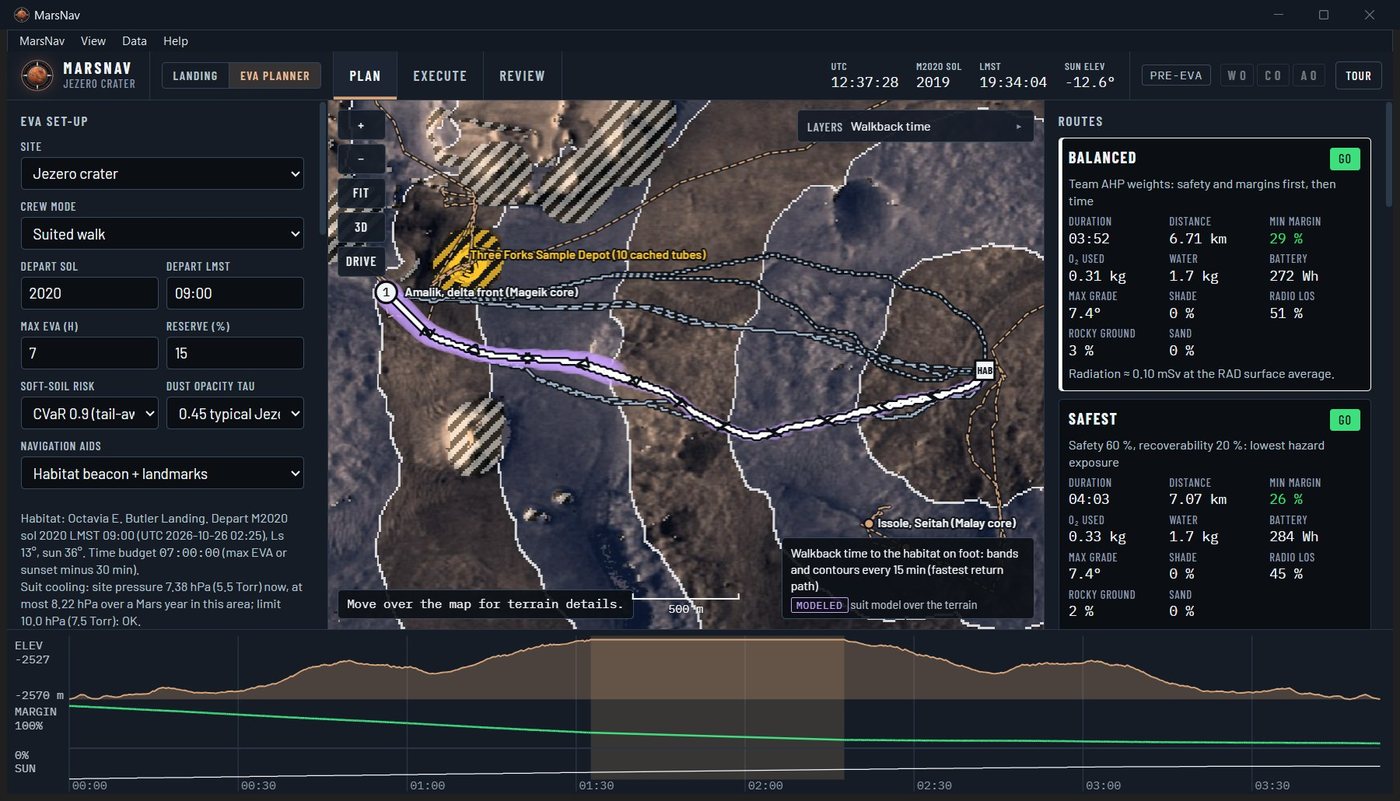 MarsNav
MarsNav View Data Help
MARSNAV
JEZERO CRATER
LANDING EVA PLANNER
PLAN EXECUTE REVIEW
UTC
12:37:28
M2020 SOL
2019
LMST
19:34:04
SUN ELEV
-12.6°
PRE-EVA
W 0 C 0 A 0
TOUR
EVA SET-UP
SITE
Jezero crater
CREW MODE
Suited walk
DEPART SOL DEPART LMST
2020 09:00
MAX EVA (H) RESERVE (%)
7 15
SOFT-SOIL RISK DUST OPACITY TAU
CVaR 0.9 (tail-av 0.45 typical Jeze
NAVIGATION AIDS
Habitat beacon + landmarks
Habitat: Octavia E. Butler Landing. Depart M2020
sol 2020 LMST 09:00 (UTC 2026-10-26 02:25), Ls
13°, sun 36°. Time budget 07:00:00 (max EVA or
sunset minus 30 min).
Suit cooling: site pressure 7.38 hPa (5.5 Torr) now, at
most 8.22 hPa over a Mars year in this area; limit
10.0 hPa (7.5 Torr): OK.
+
−
FIT
3D
DRIVE
LAYERS Walkback time
Three Forks Sample Depot (10 cached tubes)
1
Amalik, delta front (Mageik core)
HAB
Issole, Seitah (Malay core)
Move over the map for terrain details.
500 m
Walkback time to the habitat on foot: bands
and contours every 15 min (fastest return
path)
MODELED suit model over the terrain
ROUTES
BALANCED GO
Team AHP weights: safety and margins first, then
time
DURATION DISTANCE MIN MARGIN
03:52 6.71 km 29 %
O₂ USED WATER BATTERY
0.31 kg 1.7 kg 272 Wh
MAX GRADE SHADE RADIO LOS
7.4° 0 % 51 %
ROCKY GROUND SAND
3 % 0 %
Radiation ≈ 0.10 mSv at the RAD surface average.
SAFEST GO
Safety 60 %, recoverability 20 %: lowest hazard
exposure
DURATION DISTANCE MIN MARGIN
04:03 7.07 km 26 %
O₂ USED WATER BATTERY
0.33 kg 1.7 kg 284 Wh
MAX GRADE SHADE RADIO LOS
7.4° 0 % 45 %
ROCKY GROUND SAND
2 % 0 %
ELEV
-2527
-2570 m
MARGIN
100%
0%
SUN
00:00 00:30 01:00 01:30 02:00 02:30 03:00 03:30